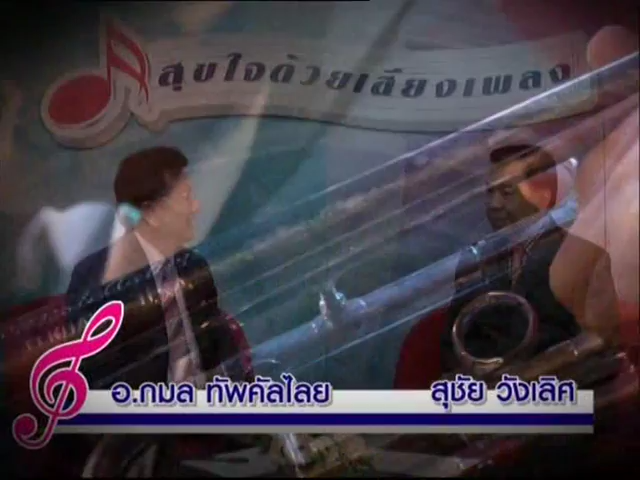 สุขใจด้วยเสียงเพลง
อ.กมล ทัพคัลไลย
สุชัย วังเลิศ